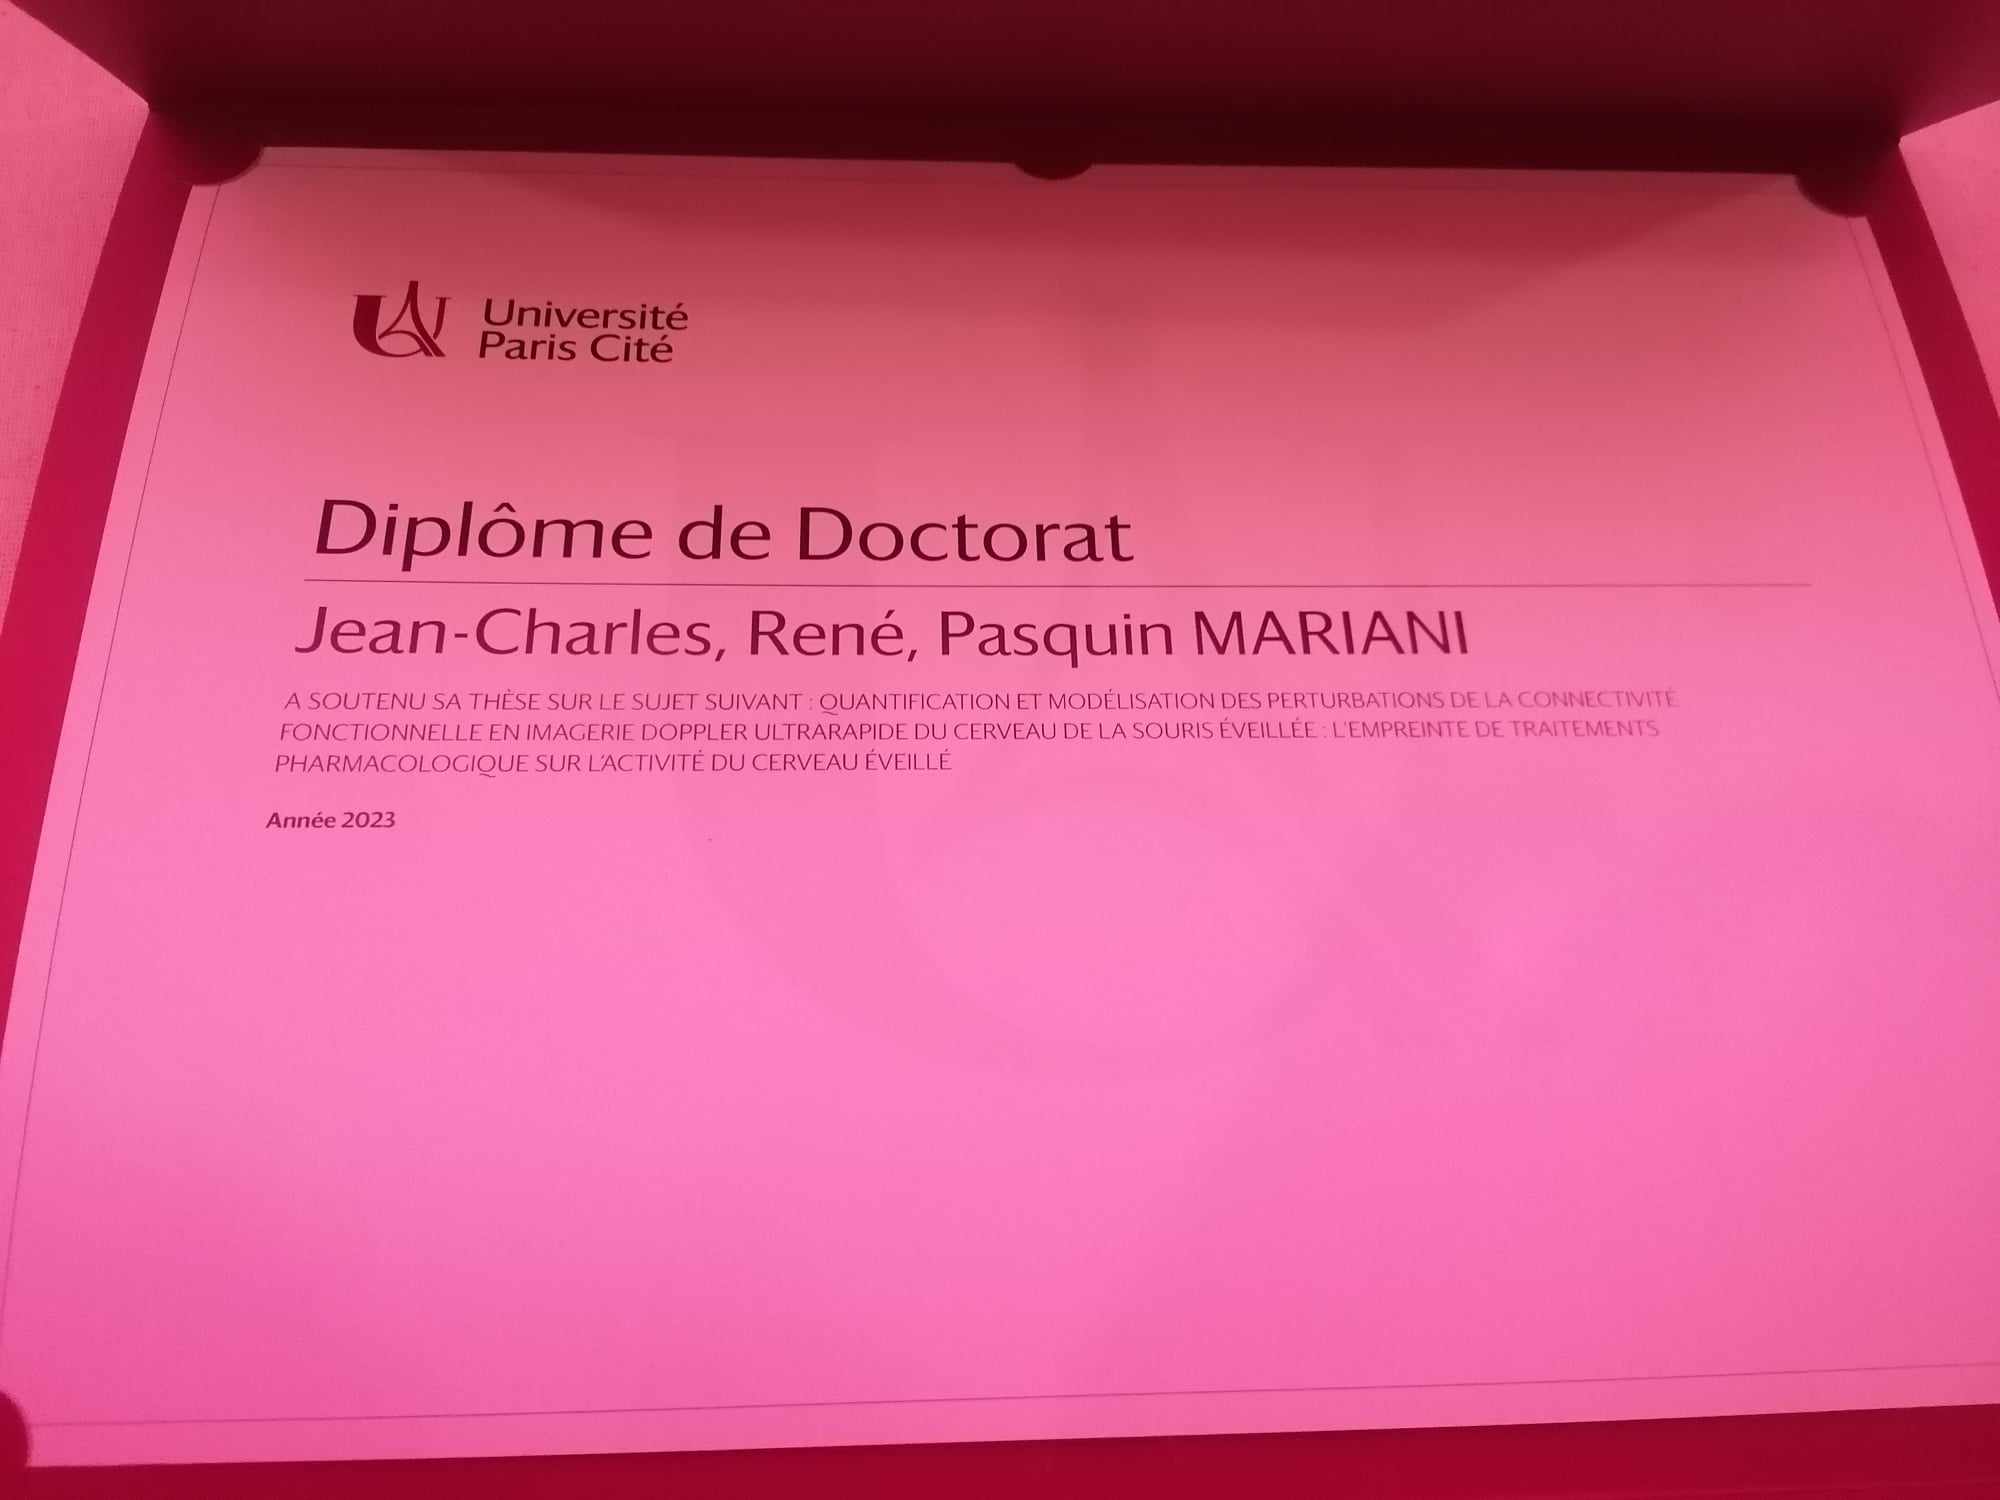 Université
Paris Cité
Diplôme de Doctorat
Jean-Charles, René, Pasquin MARIANI
A SOUTENU SA THÈSE SUR LE SUJET SUIVANT : QUANTIFICATION ET MODÉLISATION DES PERTURBATIONS DE LA CONNECTIVITÉ
FONCTIONNELLE EN IMAGERIE DOPPLER ULTRARAPIDE DU CERVEAU DE LA SOURIS ÉVEILLÉE : L'EMPREINTE DE TRAITEMENTS
PHARMACOLOGIQUE SUR L'ACTIVITÉ DU CERVEAU ÉVEILLÉ
Année 2023